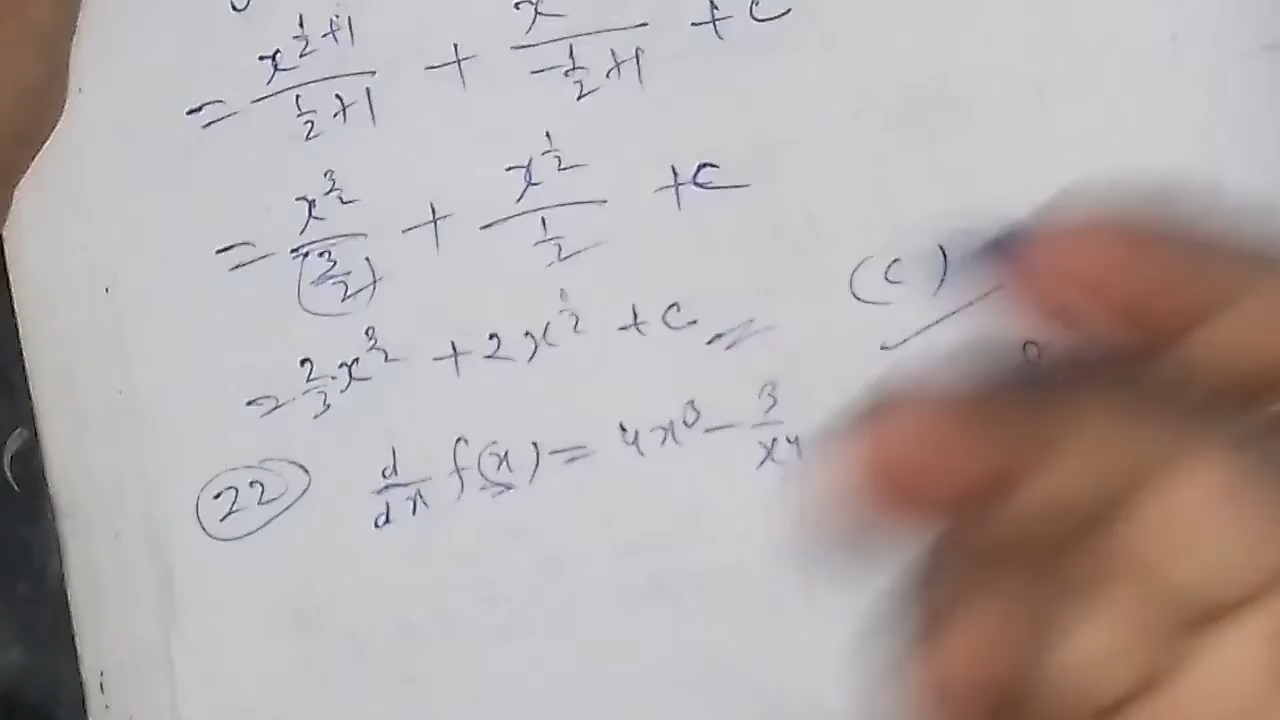 = x^{1/2+1}/(1/2+1) + x/(-1/2+1) + c
= x^{3/2}/(3/2) + x^{1/2}/(1/2) + c
= 2/3 x^{3/2} + 2x^{1/2} + c (c)
(22) d/dx f(x) = 4x^3 - 3/x^4